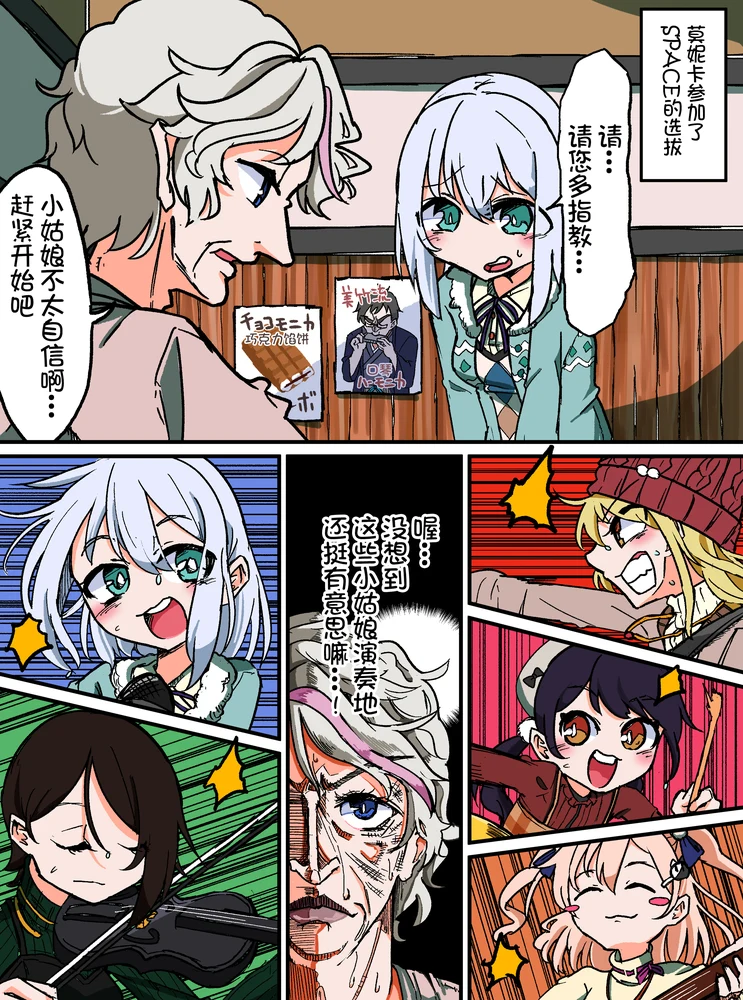 莫妮卡参加了
SPACE的选拔
请…
请您多指教…
小姑娘不太自信啊…
赶紧开始吧
チョコモニカ
巧克力馅饼
ーボ
美竹流
口琴
ハーモニカ
喔…
没想到
这些小姑娘演奏地
还挺有意思嘛…！